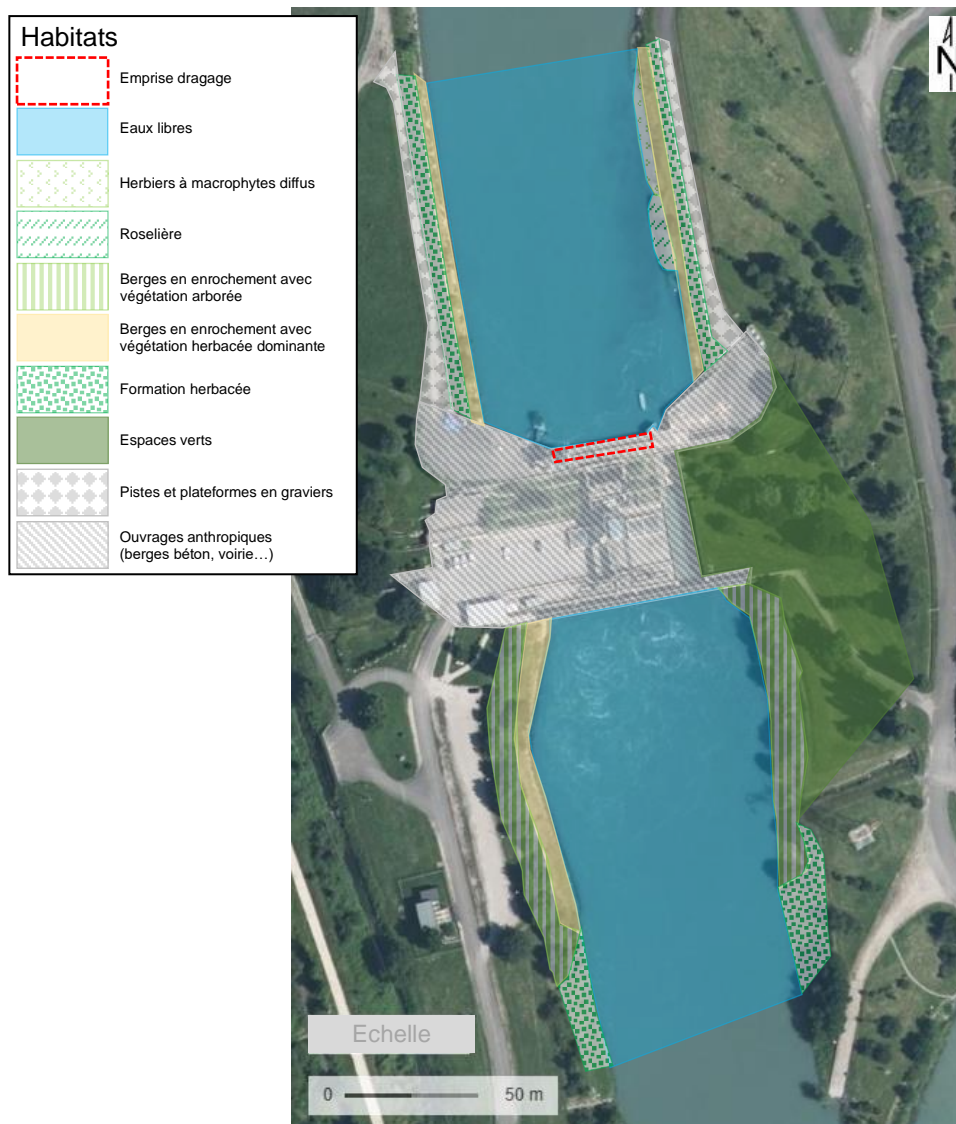 Habitats
Emprise dragage
Eaux libres
Herbiers à macrophytes diffus
Roselière
Berges en enrochement avec
végétation arborée
Berges en enrochement avec
végétation herbacée dominante
Formation herbacée
Espaces verts
Pistes et plateformes en graviers
Ouvrages anthropiques
(berges béton, voirie…)
N
Echelle
0 50 m